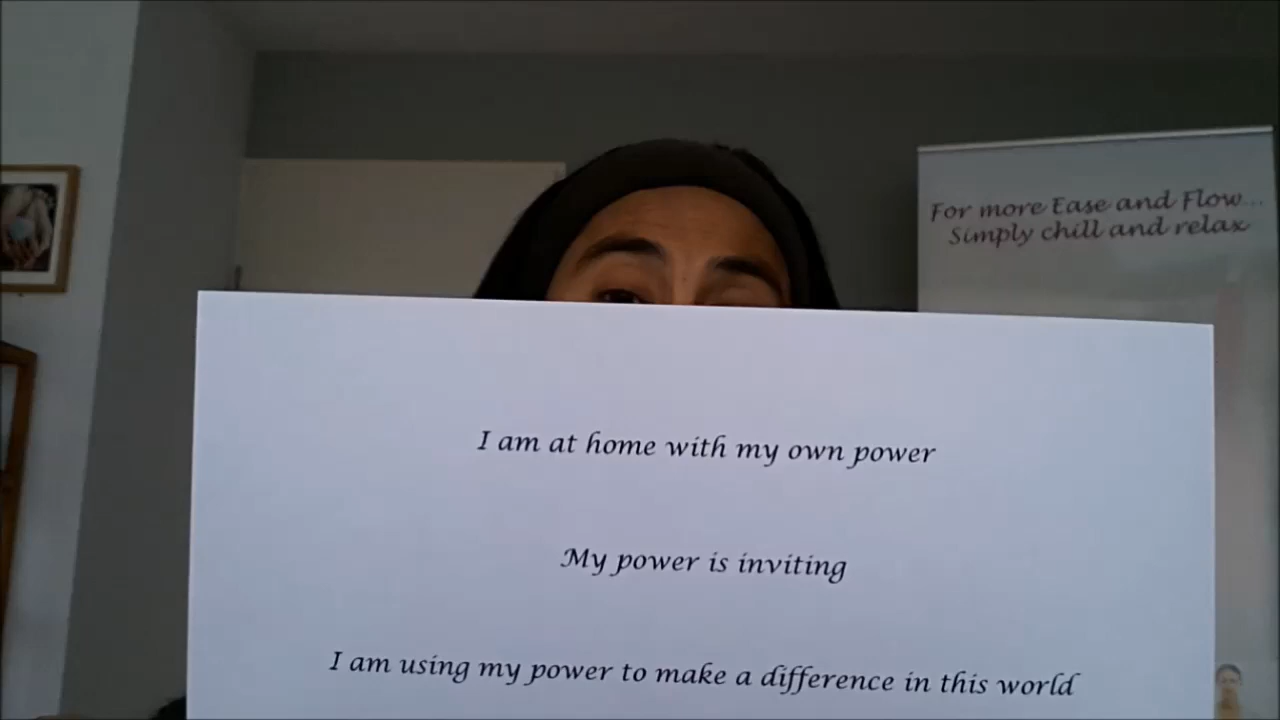 For more Ease and Flow...
Simply chill and relax
I am at home with my own power
My power is inviting
I am using my power to make a difference in this world